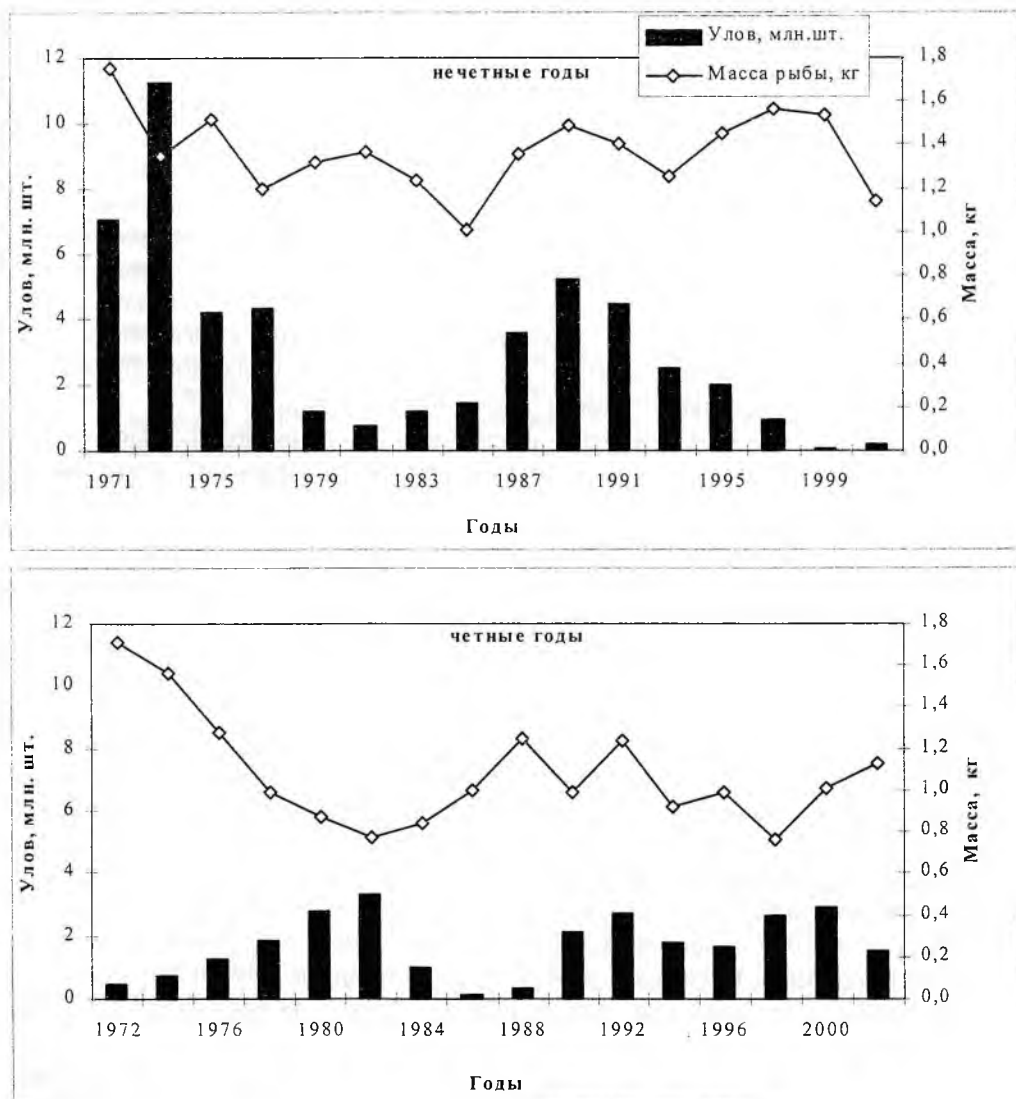 Улов, млн.шт.
Масса рыбы, кг
нечетные годы
12
10
8
6
4
2
0
Улов, млн. шт.
1,8
1,6
1,4
1,2
1,0
0,8
0,6
0,4
0,2
0,0
Масса, кг
1971 1975 1979 1983 1987 1991 1995 1999
Годы
четные годы
12
10
8
6
4
2
0
Улов, млн. шт.
1,8
1,6
1,4
1,2
1,0
0,8
0,6
0,4
0,2
0,0
Масса, кг
1972 1976 1980 1984 1988 1992 1996 2000
Годы